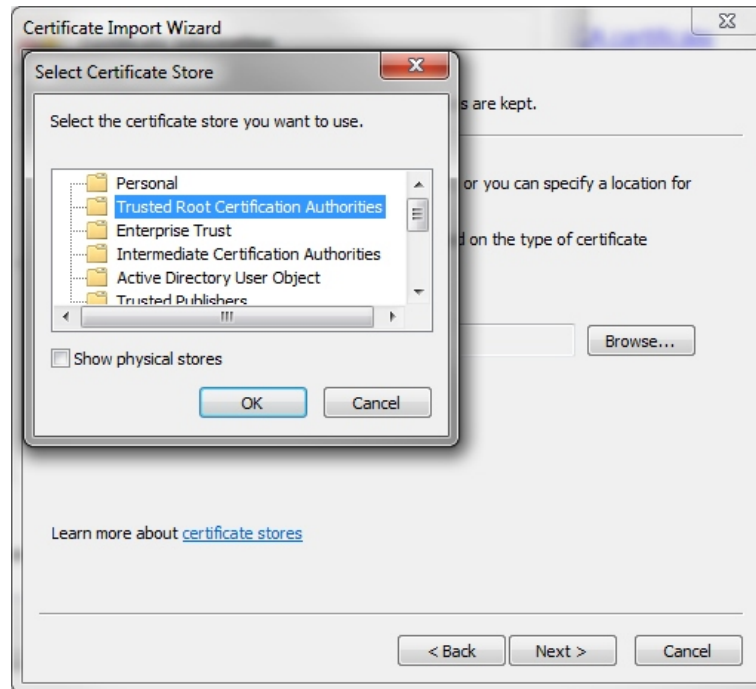 Certificate Import Wizard
Select Certificate Store
Select the certificate store you want to use.
Personal
Trusted Root Certification Authorities
Enterprise Trust
Intermediate Certification Authorities
Active Directory User Object
Trusted Publishers
Show physical stores
OK Cancel
s are kept.
or you can specify a location for
d on the type of certificate
Browse...
Learn more about certificate stores
< Back Next > Cancel